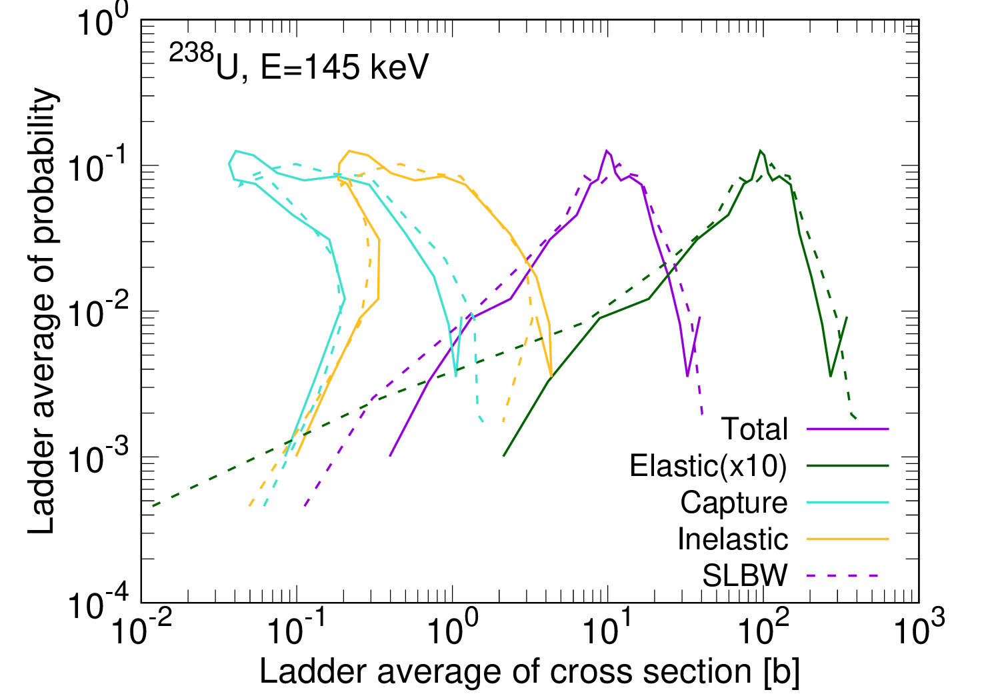 ²³⁸U, E=145 keV
Ladder average of probability
10⁰
10⁻¹
10⁻²
10⁻³
10⁻⁴
Total
Elastic(x10)
Capture
Inelastic
SLBW
10⁻² 10⁻¹ 10⁰ 10¹ 10² 10³
Ladder average of cross section [b]